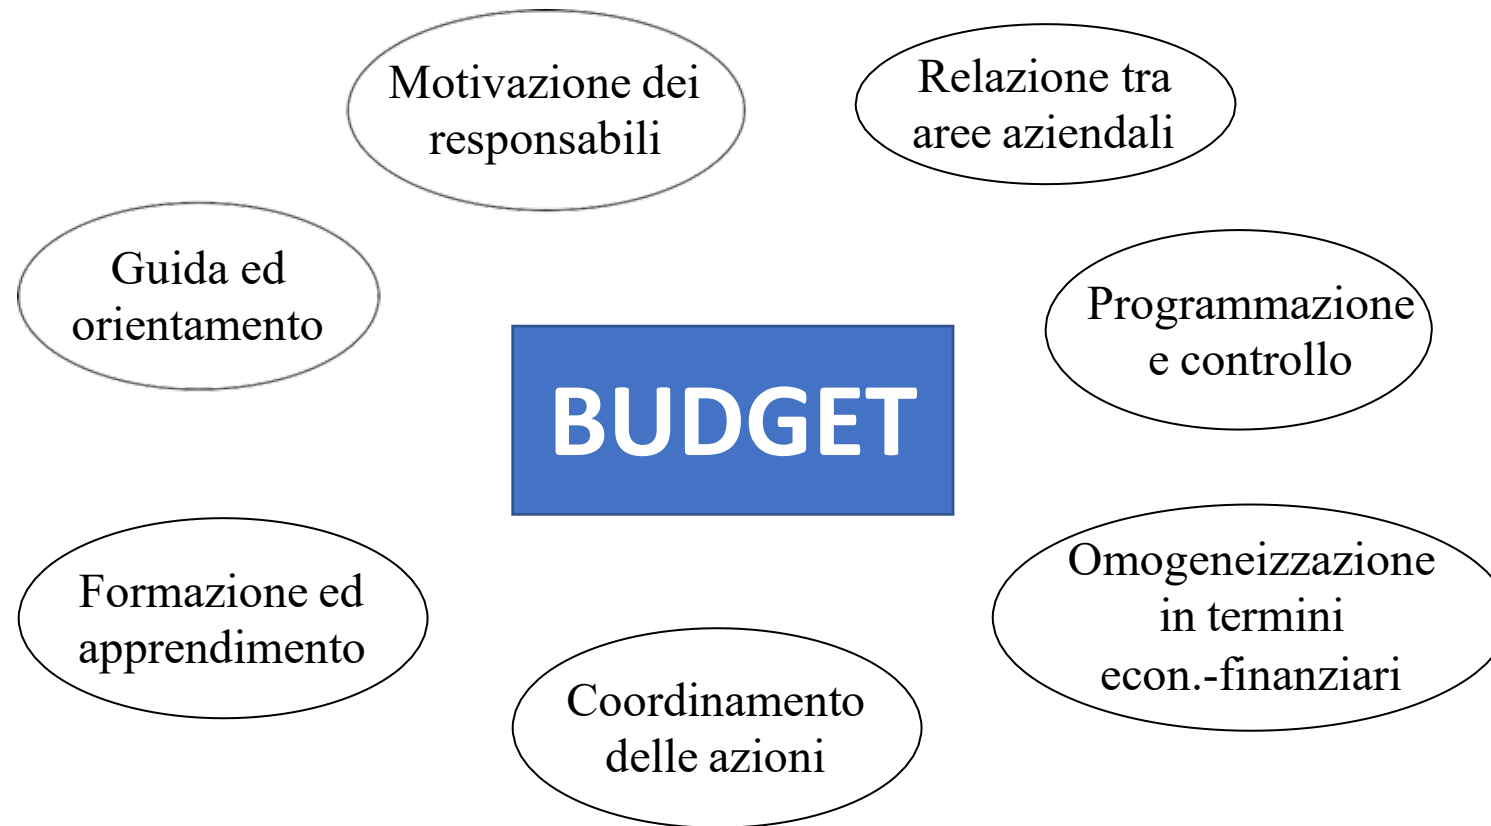 Motivazione dei
responsabili
Relazione tra
aree aziendali
Guida ed
orientamento
Programmazione
e controllo
BUDGET
Formazione ed
apprendimento
Omogeneizzazione
in termini
econ.-finanziari
Coordinamento
delle azioni